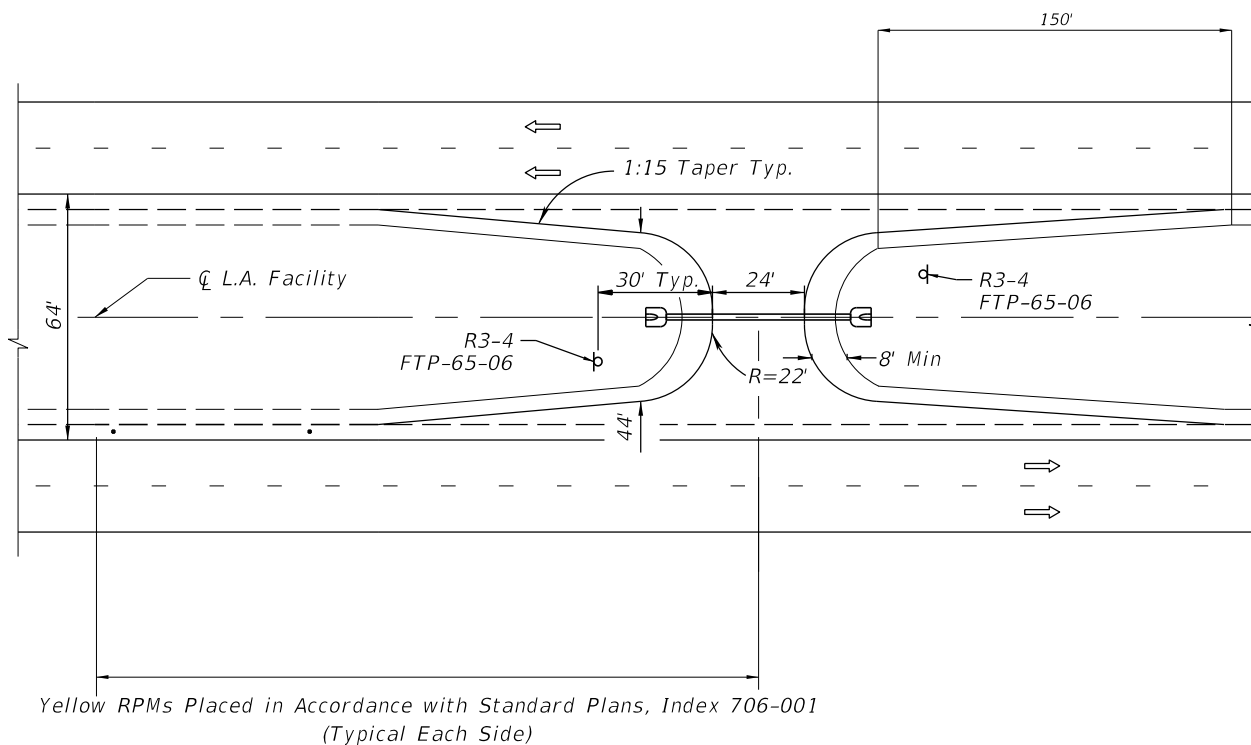 150'
1:15 Taper Typ.
℄ L.A. Facility
30' Typ.
24'
R3-4
FTP-65-06
64'
R3-4
FTP-65-06
8' Min
R=22'
44'
Yellow RPMs Placed in Accordance with Standard Plans, Index 706-001
(Typical Each Side)